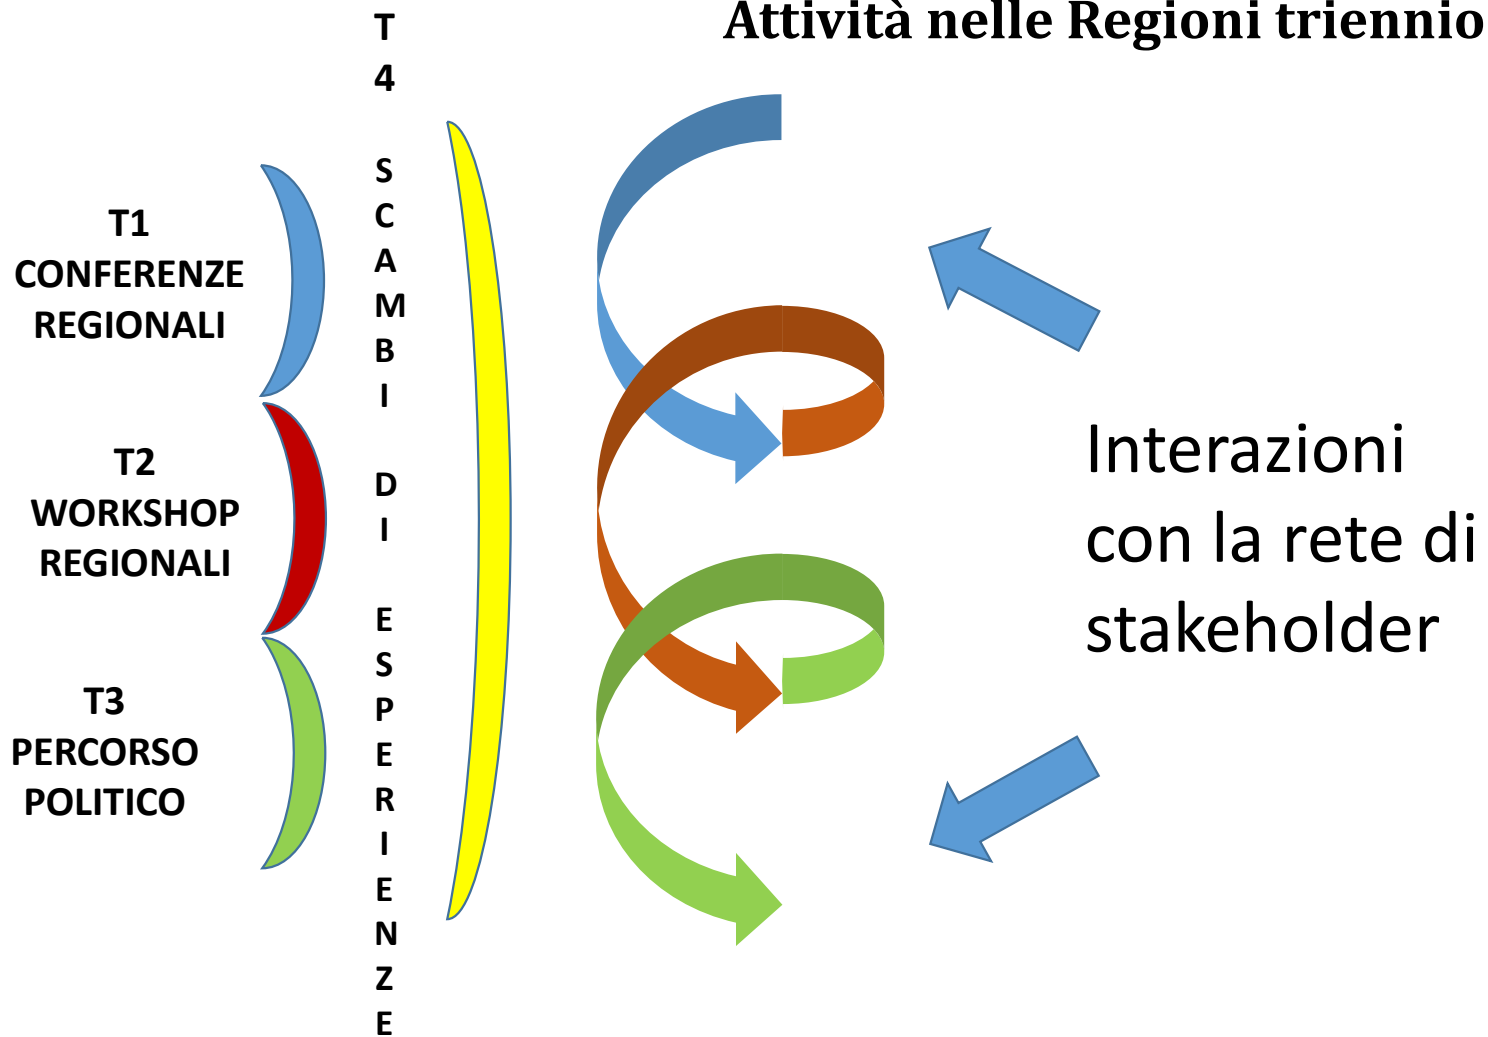 Attività nelle Regioni triennio
T1
CONFERENZE
REGIONALI
T2
WORKSHOP
REGIONALI
T3
PERCORSO
POLITICO
T
4
S
C
A
M
B
I
D
I
E
S
P
E
R
I
E
N
Z
E
Interazioni
con la rete di
stakeholder